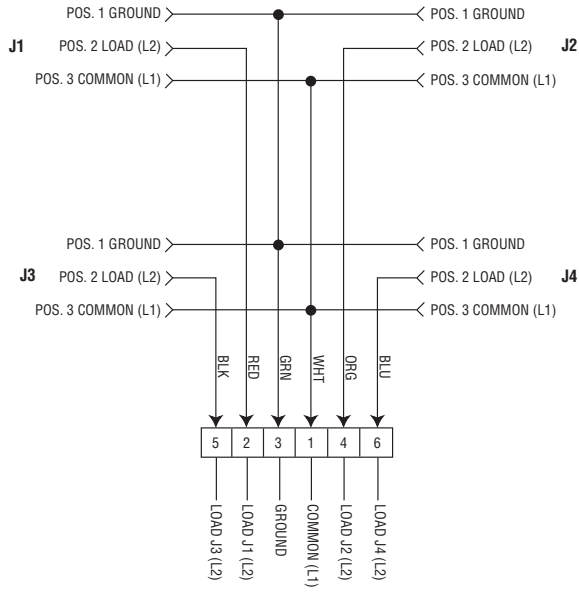 POS. 1 GROUND POS. 1 GROUND
J1 POS. 2 LOAD (L2) POS. 2 LOAD (L2) J2
POS. 3 COMMON (L1) POS. 3 COMMON (L1)
POS. 1 GROUND POS. 1 GROUND
J3 POS. 2 LOAD (L2) POS. 2 LOAD (L2) J4
POS. 3 COMMON (L1) POS. 3 COMMON (L1)
BLK RED GRN WHT ORG BLU
5 2 3 1 4 6
LOAD J3 (L2)
LOAD J1 (L2)
GROUND
COMMON (L1)
LOAD J2 (L2)
LOAD J4 (L2)